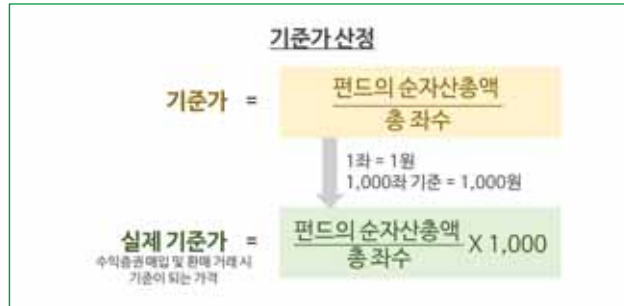 기준가 산정
기준가 = 펀드의 순자산총액
총 좌수
1좌 = 1원
1,000좌 기준 = 1,000원
실제 기준가 = 펀드의 순자산총액
총 좌수 X 1,000
수익증권 매입 및 환매 거래 시
기준이 되는 가격